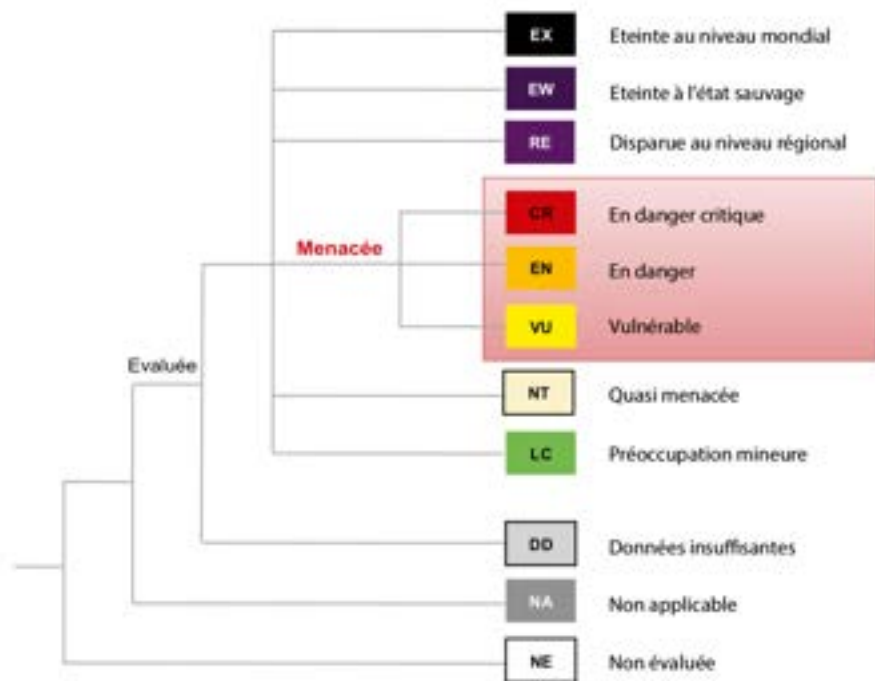 EX Eteinte au niveau mondial
EW Eteinte à l'état sauvage
RE Disparue au niveau régional
CR En danger critique
Menacée
EN En danger
VU Vulnérable
Evaluée
NT Quasi menacée
LC Préoccupation mineure
DD Données insuffisantes
NA Non applicable
NE Non évaluée